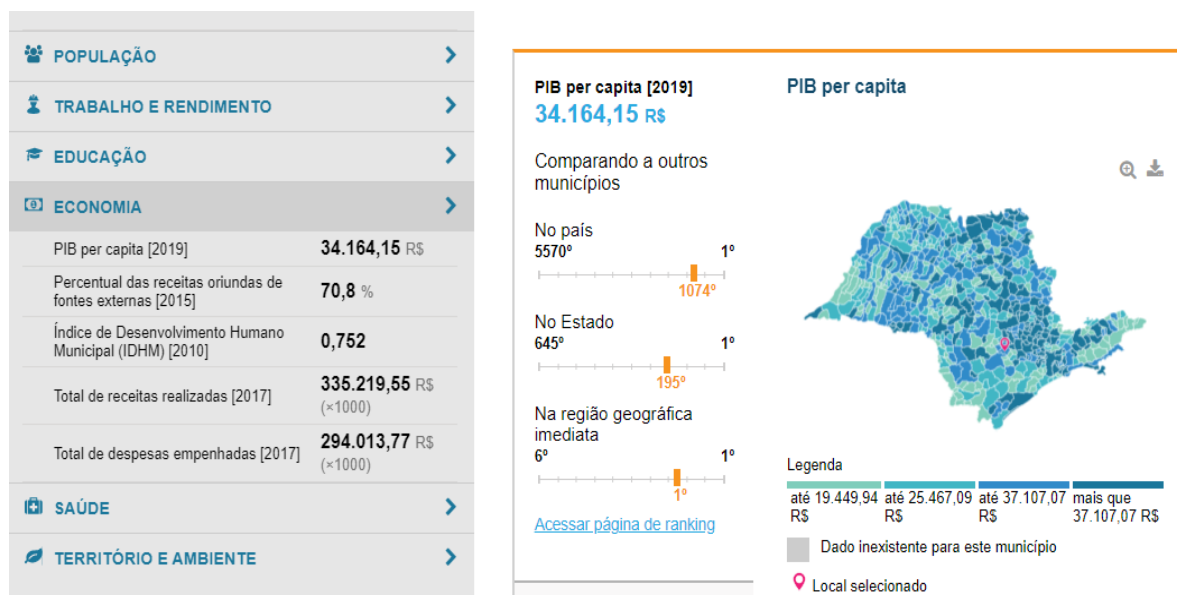 POPULAÇÃO
TRABALHO E RENDIMENTO
EDUCAÇÃO
ECONOMIA
PIB per capita [2019] 34.164,15 R$
Percentual das receitas oriundas de
fontes externas [2015] 70,8 %
Índice de Desenvolvimento Humano
Municipal (IDHM) [2010] 0,752
Total de receitas realizadas [2017] 335.219,55 R$
(×1000)
Total de despesas empenhadas [2017] 294.013,77 R$
(×1000)
SAÚDE
TERRITÓRIO E AMBIENTE
PIB per capita [2019]
34.164,15 R$
Comparando a outros
municípios
No país
5570º 1º
1074º
No Estado
645º 1º
195º
Na região geográfica
imediata
6º 1º
1º
Acessar página de ranking
PIB per capita
Legenda
até 19.449,94 até 25.467,09 até 37.107,07 mais que
R$ R$ R$ 37.107,07 R$
Dado inexistente para este município
Local selecionado